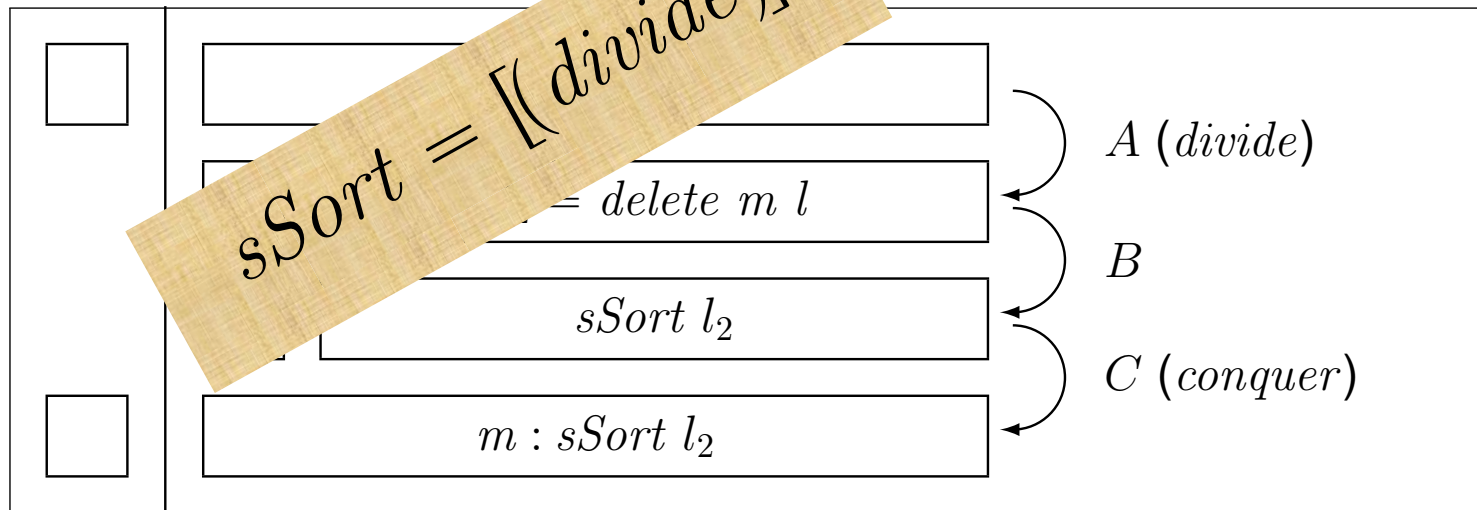 sSort = [(divide)]
A (divide)
= delete m l
B
sSort l₂
C (conquer)
m : sSort l₂